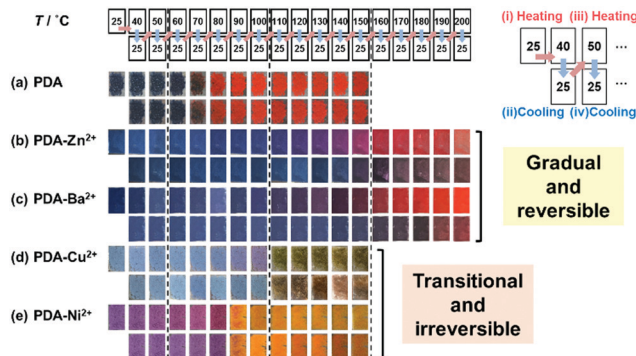 T / °C
25 40 50 60 70 80 90 100 110 120 130 140 150 160 170 180 190 200
25 25 25 25 25 25 25 25 25 25 25 25 25 25 25 25 25
(i) Heating (iii) Heating
25 40 50 ...
25 25 ...
(ii)Cooling (iv)Cooling
(a) PDA
(b) PDA-Zn²⁺
(c) PDA-Ba²⁺
(d) PDA-Cu²⁺
(e) PDA-Ni²⁺
Gradual
and
reversible
Transitional
and
irreversible